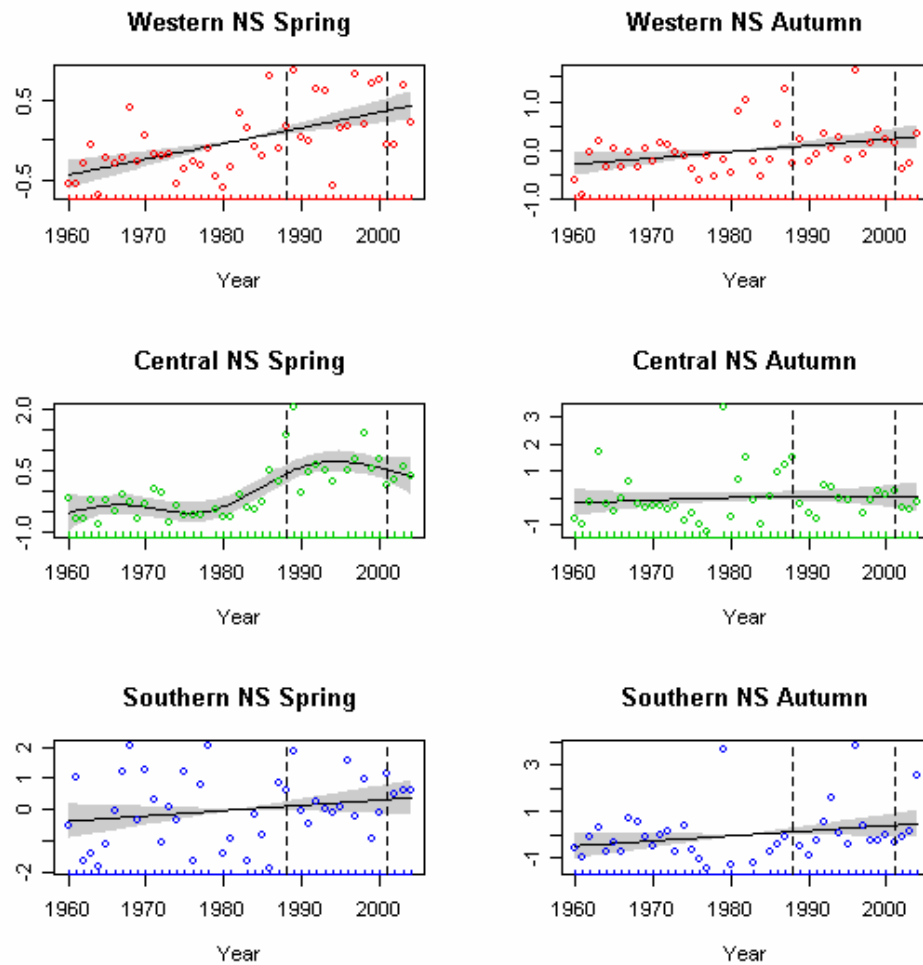 Western NS Spring
0.5
-0.5
1960 1970 1980 1990 2000
Year
Western NS Autumn
1.0
0.0
-1.0
1960 1970 1980 1990 2000
Year
Central NS Spring
2.0
0.5
-1.0
1960 1970 1980 1990 2000
Year
Central NS Autumn
3
1
-1
1960 1970 1980 1990 2000
Year
Southern NS Spring
2
1
0
-2
1960 1970 1980 1990 2000
Year
Southern NS Autumn
3
1
-1
1960 1970 1980 1990 2000
Year